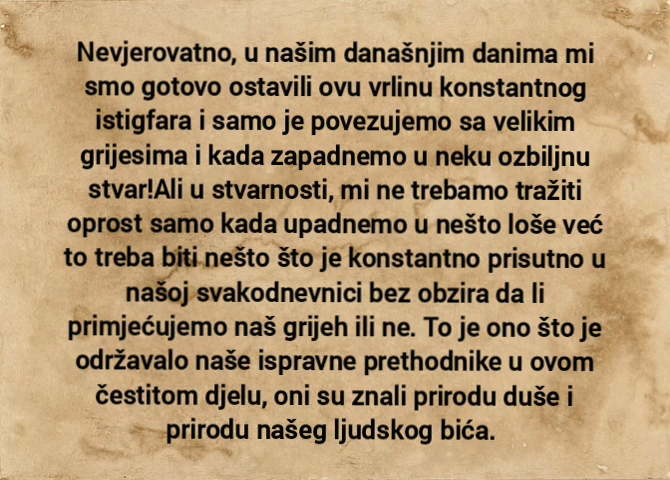 Nevjerovatno, u našim današnjim danima mi
smo gotovo ostavili ovu vrlinu konstantnog
istigfara i samo je povezujemo sa velikim
grijesima i kada zapadnemo u neku ozbiljnu
stvar!Ali u stvarnosti, mi ne trebamo tražiti
oprost samo kada upadnemo u nešto loše već
to treba biti nešto što je konstantno prisutno u
našoj svakodnevnici bez obzira da li
primjećujemo naš grijeh ili ne. To je ono što je
održavalo naše ispravne prethodnike u ovom
čestitom djelu, oni su znali prirodu duše i
prirodu našeg ljudskog bića.